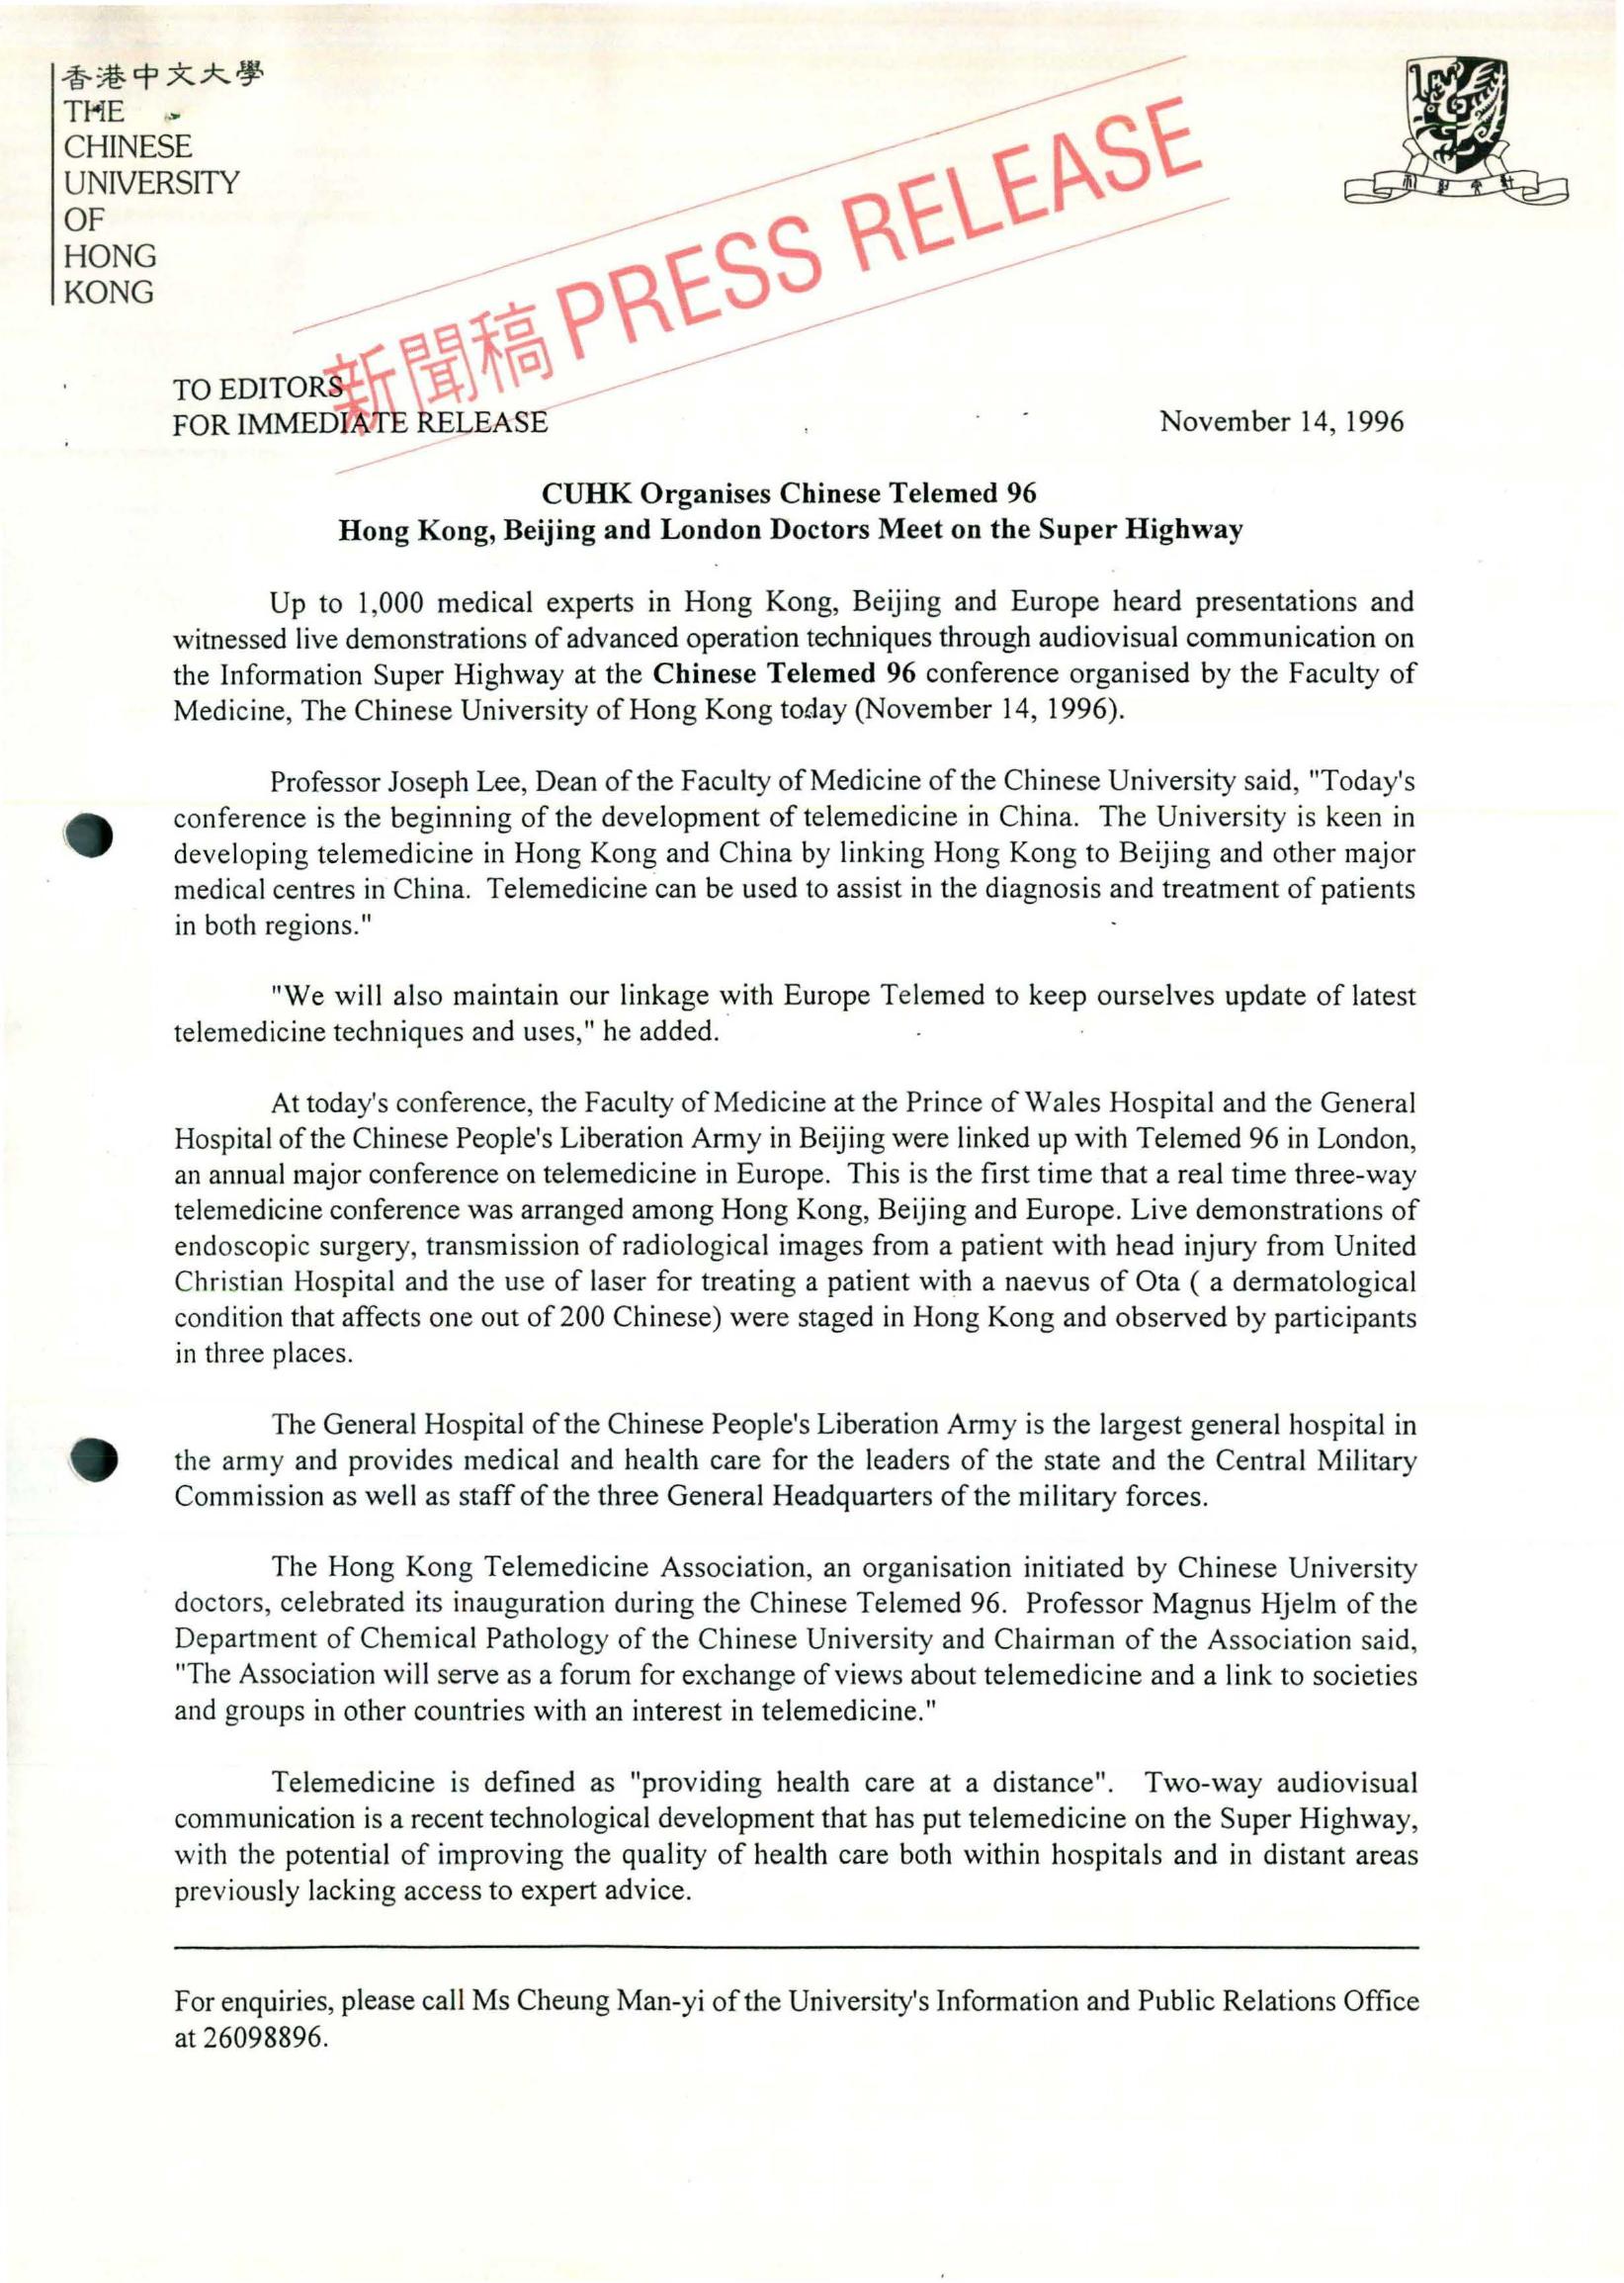 香港中文大學
THE
CHINESE
UNIVERSITY
OF
HONG
KONG
新聞稿 PRESS RELEASE
TO EDITORS
FOR IMMEDIATE RELEASE
November 14, 1996
CUHK Organises Chinese Telemed 96
Hong Kong, Beijing and London Doctors Meet on the Super Highway
Up to 1,000 medical experts in Hong Kong, Beijing and Europe heard presentations and
witnessed live demonstrations of advanced operation techniques through audiovisual communication on
the Information Super Highway at the Chinese Telemed 96 conference organised by the Faculty of
Medicine, The Chinese University of Hong Kong today (November 14, 1996).
Professor Joseph Lee, Dean of the Faculty of Medicine of the Chinese University said, "Today's
conference is the beginning of the development of telemedicine in China. The University is keen in
developing telemedicine in Hong Kong and China by linking Hong Kong to Beijing and other major
medical centres in China. Telemedicine can be used to assist in the diagnosis and treatment of patients
in both regions."
"We will also maintain our linkage with Europe Telemed to keep ourselves update of latest
telemedicine techniques and uses," he added.
At today's conference, the Faculty of Medicine at the Prince of Wales Hospital and the General
Hospital of the Chinese People's Liberation Army in Beijing were linked up with Telemed 96 in London,
an annual major conference on telemedicine in Europe. This is the first time that a real time three-way
telemedicine conference was arranged among Hong Kong, Beijing and Europe. Live demonstrations of
endoscopic surgery, transmission of radiological images from a patient with head injury from United
Christian Hospital and the use of laser for treating a patient with a naevus of Ota ( a dermatological
condition that affects one out of 200 Chinese) were staged in Hong Kong and observed by participants
in three places.
The General Hospital of the Chinese People's Liberation Army is the largest general hospital in
the army and provides medical and health care for the leaders of the state and the Central Military
Commission as well as staff of the three General Headquarters of the military forces.
The Hong Kong Telemedicine Association, an organisation initiated by Chinese University
doctors, celebrated its inauguration during the Chinese Telemed 96. Professor Magnus Hjelm of the
Department of Chemical Pathology of the Chinese University and Chairman of the Association said,
"The Association will serve as a forum for exchange of views about telemedicine and a link to societies
and groups in other countries with an interest in telemedicine."
Telemedicine is defined as "providing health care at a distance". Two-way audiovisual
communication is a recent technological development that has put telemedicine on the Super Highway,
with the potential of improving the quality of health care both within hospitals and in distant areas
previously lacking access to expert advice.
For enquiries, please call Ms Cheung Man-yi of the University's Information and Public Relations Office
at 26098896.